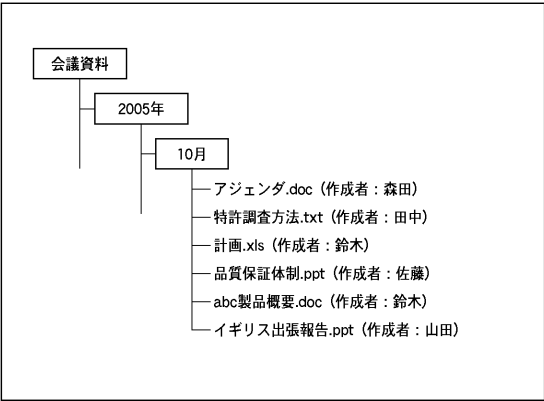 会議資料
2005年
10月
アジェンダ.doc（作成者：森田）
特許調査方法.txt（作成者：田中）
計画.xls（作成者：鈴木）
品質保証体制.ppt（作成者：佐藤）
abc製品概要.doc（作成者：鈴木）
イギリス出張報告.ppt（作成者：山田）